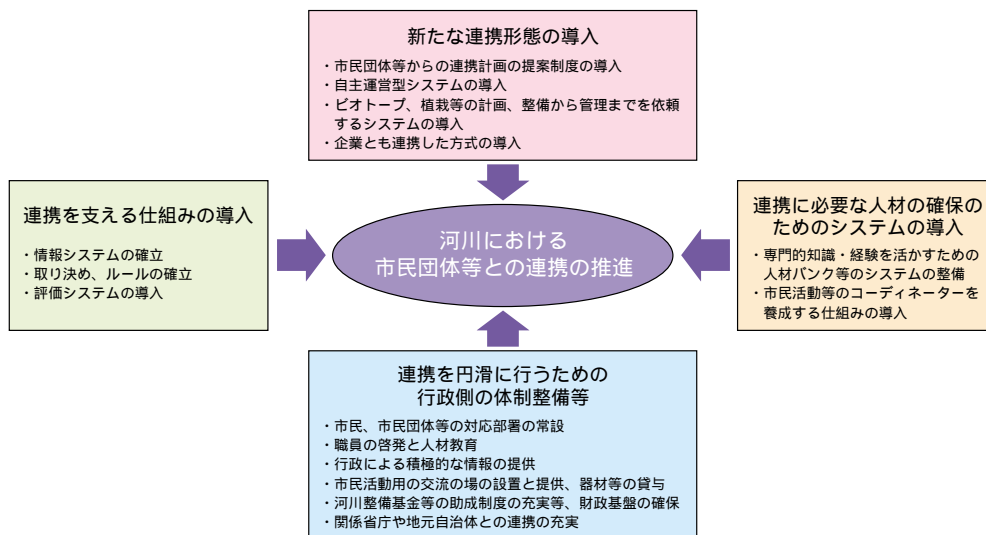 新たな連携形態の導入
・市民団体等からの連携計画の提案制度の導入
・自主運営型システムの導入
・ビオトープ、植栽等の計画、整備から管理までを依頼
するシステムの導入
・企業とも連携した方式の導入
連携を支える仕組みの導入
・情報システムの確立
・取り決め、ルールの確立
・評価システムの導入
河川における
市民団体等との連携の推進
連携に必要な人材の確保の
ためのシステムの導入
・専門的知識・経験を活かすための
人材バンク等のシステムの整備
・市民活動等のコーディネーターを
養成する仕組みの導入
連携を円滑に行うための
行政側の体制整備等
・市民、市民団体等の対応部署の常設
・職員の啓発と人材教育
・行政による積極的な情報の提供
・市民活動用の交流の場の設置と提供、器材等の貸与
・河川整備基金等の助成制度の充実等、財政基盤の確保
・関係省庁や地元自治体との連携の充実